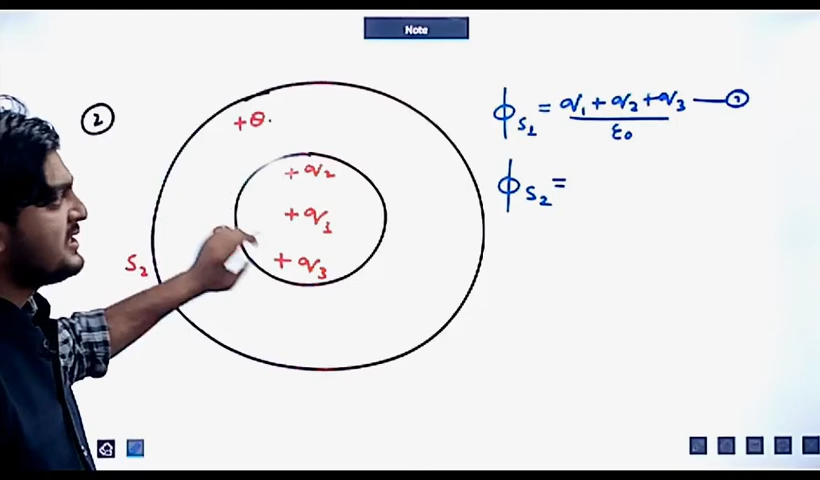 Note
2
+Q.
+q₂
+q₁
+q₃
S₂
ϕS₁ = (q₁+q₂+q₃)/ε₀ —①
ϕS₂ =